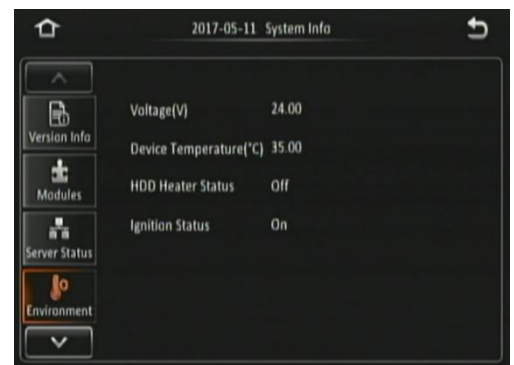 2017-05-11 System Info
Version Info
Modules
Server Status
Environment
Voltage(V) 24.00
Device Temperature(°C) 35.00
HDD Heater Status Off
Ignition Status On